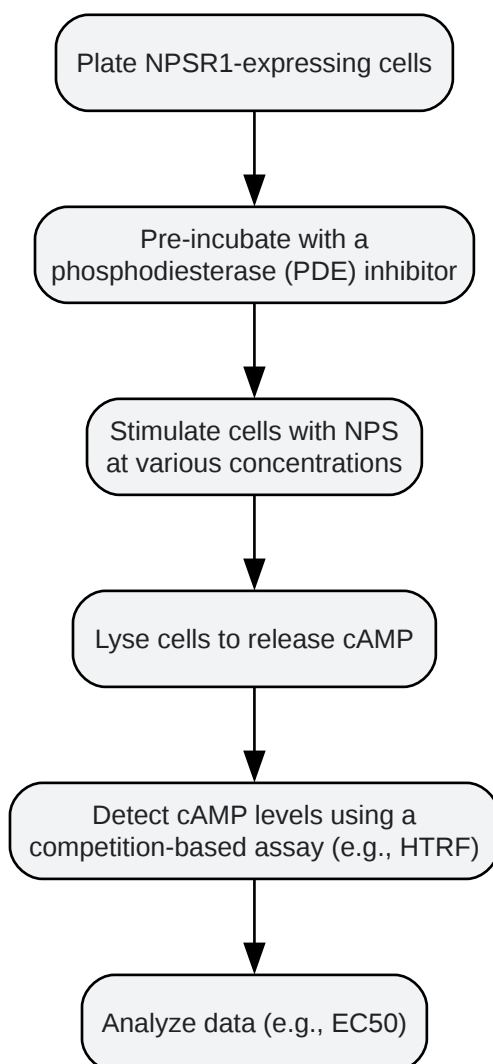 Plate NPSR1-expressing cells
Pre-incubate with a
phosphodiesterase (PDE) inhibitor
Stimulate cells with NPS
at various concentrations
Lyse cells to release cAMP
Detect cAMP levels using a
competition-based assay (e.g., HTRF)
Analyze data (e.g., EC50)